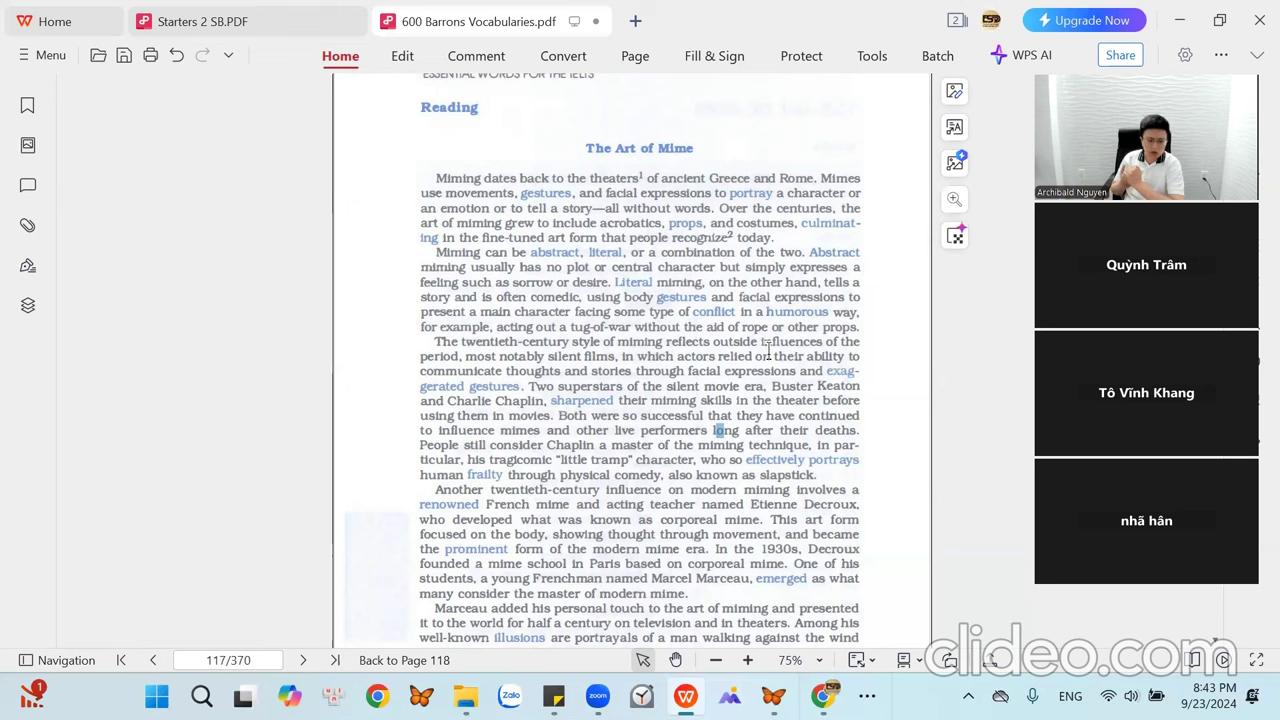 Home
Starters 2 SB.PDF
600 Barrons Vocabularies.pdf
2
Upgrade Now
Menu
Home
Edit
Comment
Convert
Page
Fill & Sign
Protect
Tools
Batch
WPS AI
Share
ESSENTIAL WORDS FOR THE IELTS
Reading
The Art of Mime
Miming dates back to the theaters¹ of ancient Greece and Rome. Mimes
use movements, gestures, and facial expressions to portray a character or
an emotion or to tell a story—all without words. Over the centuries, the
art of miming grew to include acrobatics, props, and costumes, culminat-
ing in the fine-tuned art form that people recognize² today.
Miming can be abstract, literal, or a combination of the two. Abstract
miming usually has no plot or central character but simply expresses a
feeling such as sorrow or desire. Literal miming, on the other hand, tells a
story and is often comedic, using body gestures and facial expressions to
present a main character facing some type of conflict in a humorous way,
for example, acting out a tug-of-war without the aid of rope or other props.
The twentieth-century style of miming reflects outside influences of the
period, most notably silent films, in which actors relied on their ability to
communicate thoughts and stories through facial expressions and exag-
gerated gestures. Two superstars of the silent movie era, Buster Keaton
and Charlie Chaplin, sharpened their miming skills in the theater before
using them in movies. Both were so successful that they have continued
to influence mimes and other live performers long after their deaths.
People still consider Chaplin a master of the miming technique, in par-
ticular, his tragicomic "little tramp" character, who so effectively portrays
human frailty through physical comedy, also known as slapstick.
Another twentieth-century influence on modern miming involves a
renowned French mime and acting teacher named Etienne Decroux,
who developed what was known as corporeal mime. This art form
focused on the body, showing thought through movement, and became
the prominent form of the modern mime era. In the 1930s, Decroux
founded a mime school in Paris based on corporeal mime. One of his
students, a young Frenchman named Marcel Marceau, emerged as what
many consider the master of modern mime.
Marceau added his personal touch to the art of miming and presented
it to the world for half a century on television and in theaters. Among his
well-known illusions are portrayals of a man walking against the wind
Archibald Nguyen
Quỳnh Trâm
Tô Vĩnh Khang
nhã hân
clideo.com
Navigation
117/370
Back to Page 118
75%
1
Zalo
zoom
ENG
8:43 PM
9/23/2024